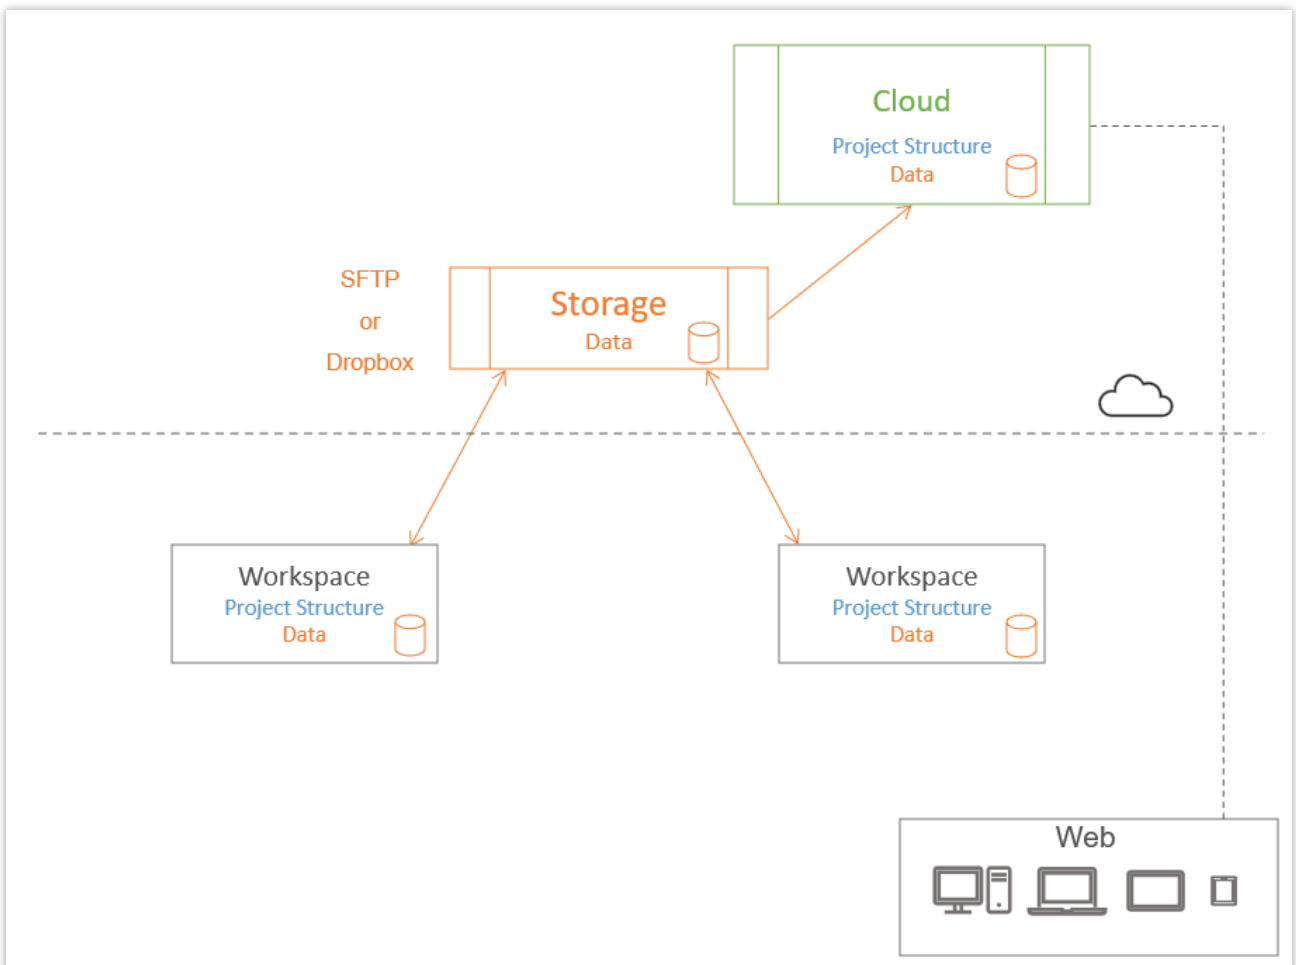 Cloud
Project Structure
Data
SFTP
or
Dropbox
Storage
Data
Workspace
Project Structure
Data
Workspace
Project Structure
Data
Web